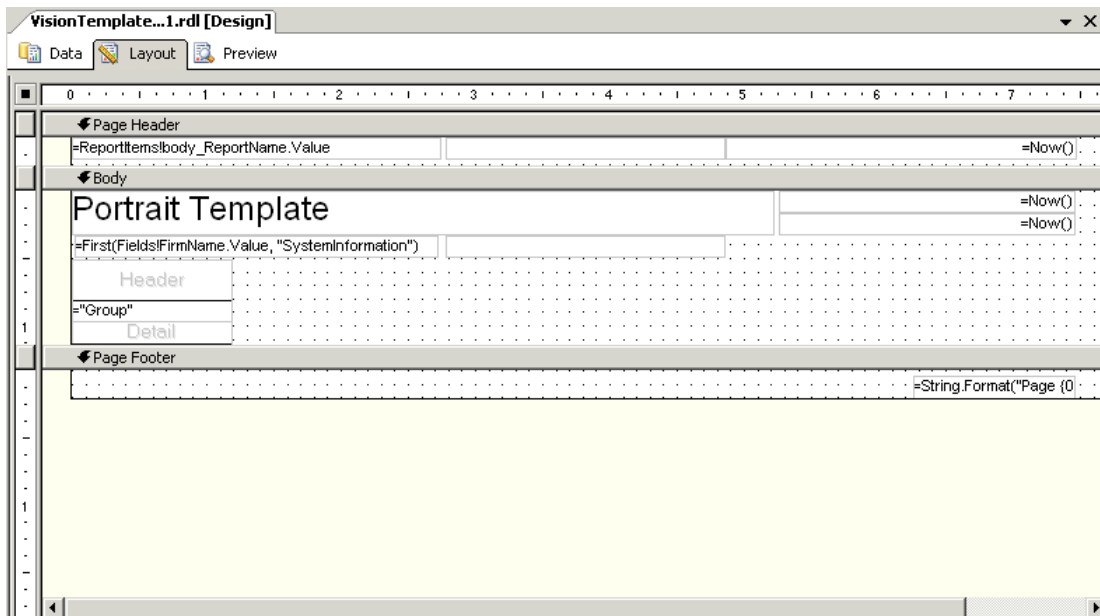 VisionTemplate...1.rdl [Design]
Data Layout Preview
0 1 2 3 4 5 6 7
Page Header
=ReportItems!body_ReportName.Value =Now()
Body
Portrait Template =Now()
=Now()
=First(Fields!FirmName.Value, "SystemInformation")
Header
="Group"
1 Detail
Page Footer
=String.Format("Page {0
1